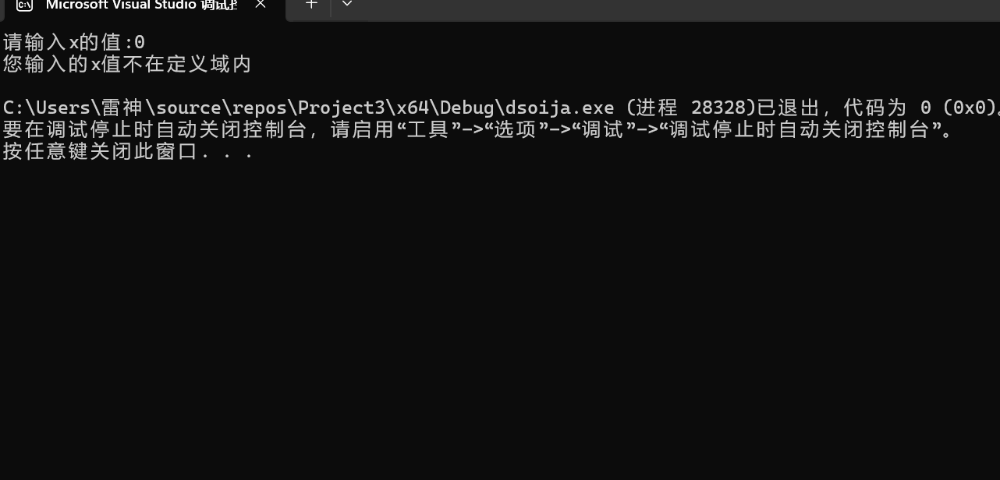 Microsoft Visual Studio 调试
请输入x的值:0
您输入的x值不在定义域内
C:\Users\雷神\source\repos\Project3\x64\Debug\dsoija.exe (进程 28328)已退出，代码为 0 (0x0)。
要在调试停止时自动关闭控制台，请启用“工具”->“选项”->“调试”->“调试停止时自动关闭控制台”。
按任意键关闭此窗口. . .